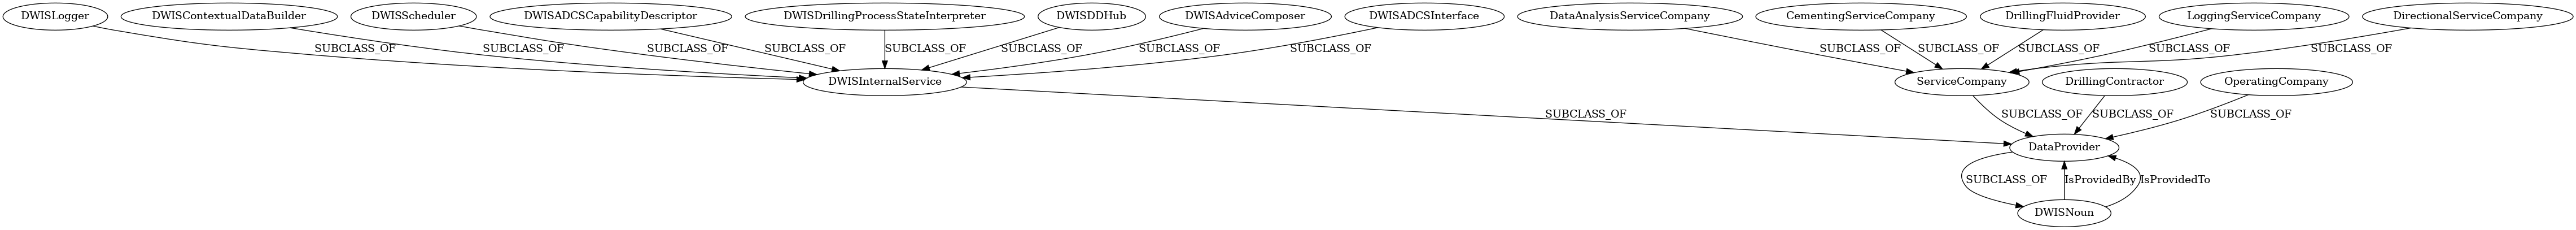 DWISLogger
DWISContextualDataBuilder
DWISScheduler
DWISADCSCapabilityDescriptor
DWISDrillingProcessStateInterpreter
DWISDDHub
DWISAdviceComposer
DWISADCSInterface
DataAnalysisServiceCompany
CementingServiceCompany
DrillingFluidProvider
LoggingServiceCompany
DirectionalServiceCompany
SUBCLASS_OF
SUBCLASS_OF
SUBCLASS_OF
SUBCLASS_OF
SUBCLASS_OF
SUBCLASS_OF
SUBCLASS_OF
SUBCLASS_OF
SUBCLASS_OF
SUBCLASS_OF
SUBCLASS_OF
SUBCLASS_OF
SUBCLASS_OF
DWISInternalService
ServiceCompany
DrillingContractor
OperatingCompany
SUBCLASS_OF
SUBCLASS_OF
SUBCLASS_OF
SUBCLASS_OF
DataProvider
SUBCLASS_OF
IsProvidedBy
IsProvidedTo
DWISNoun